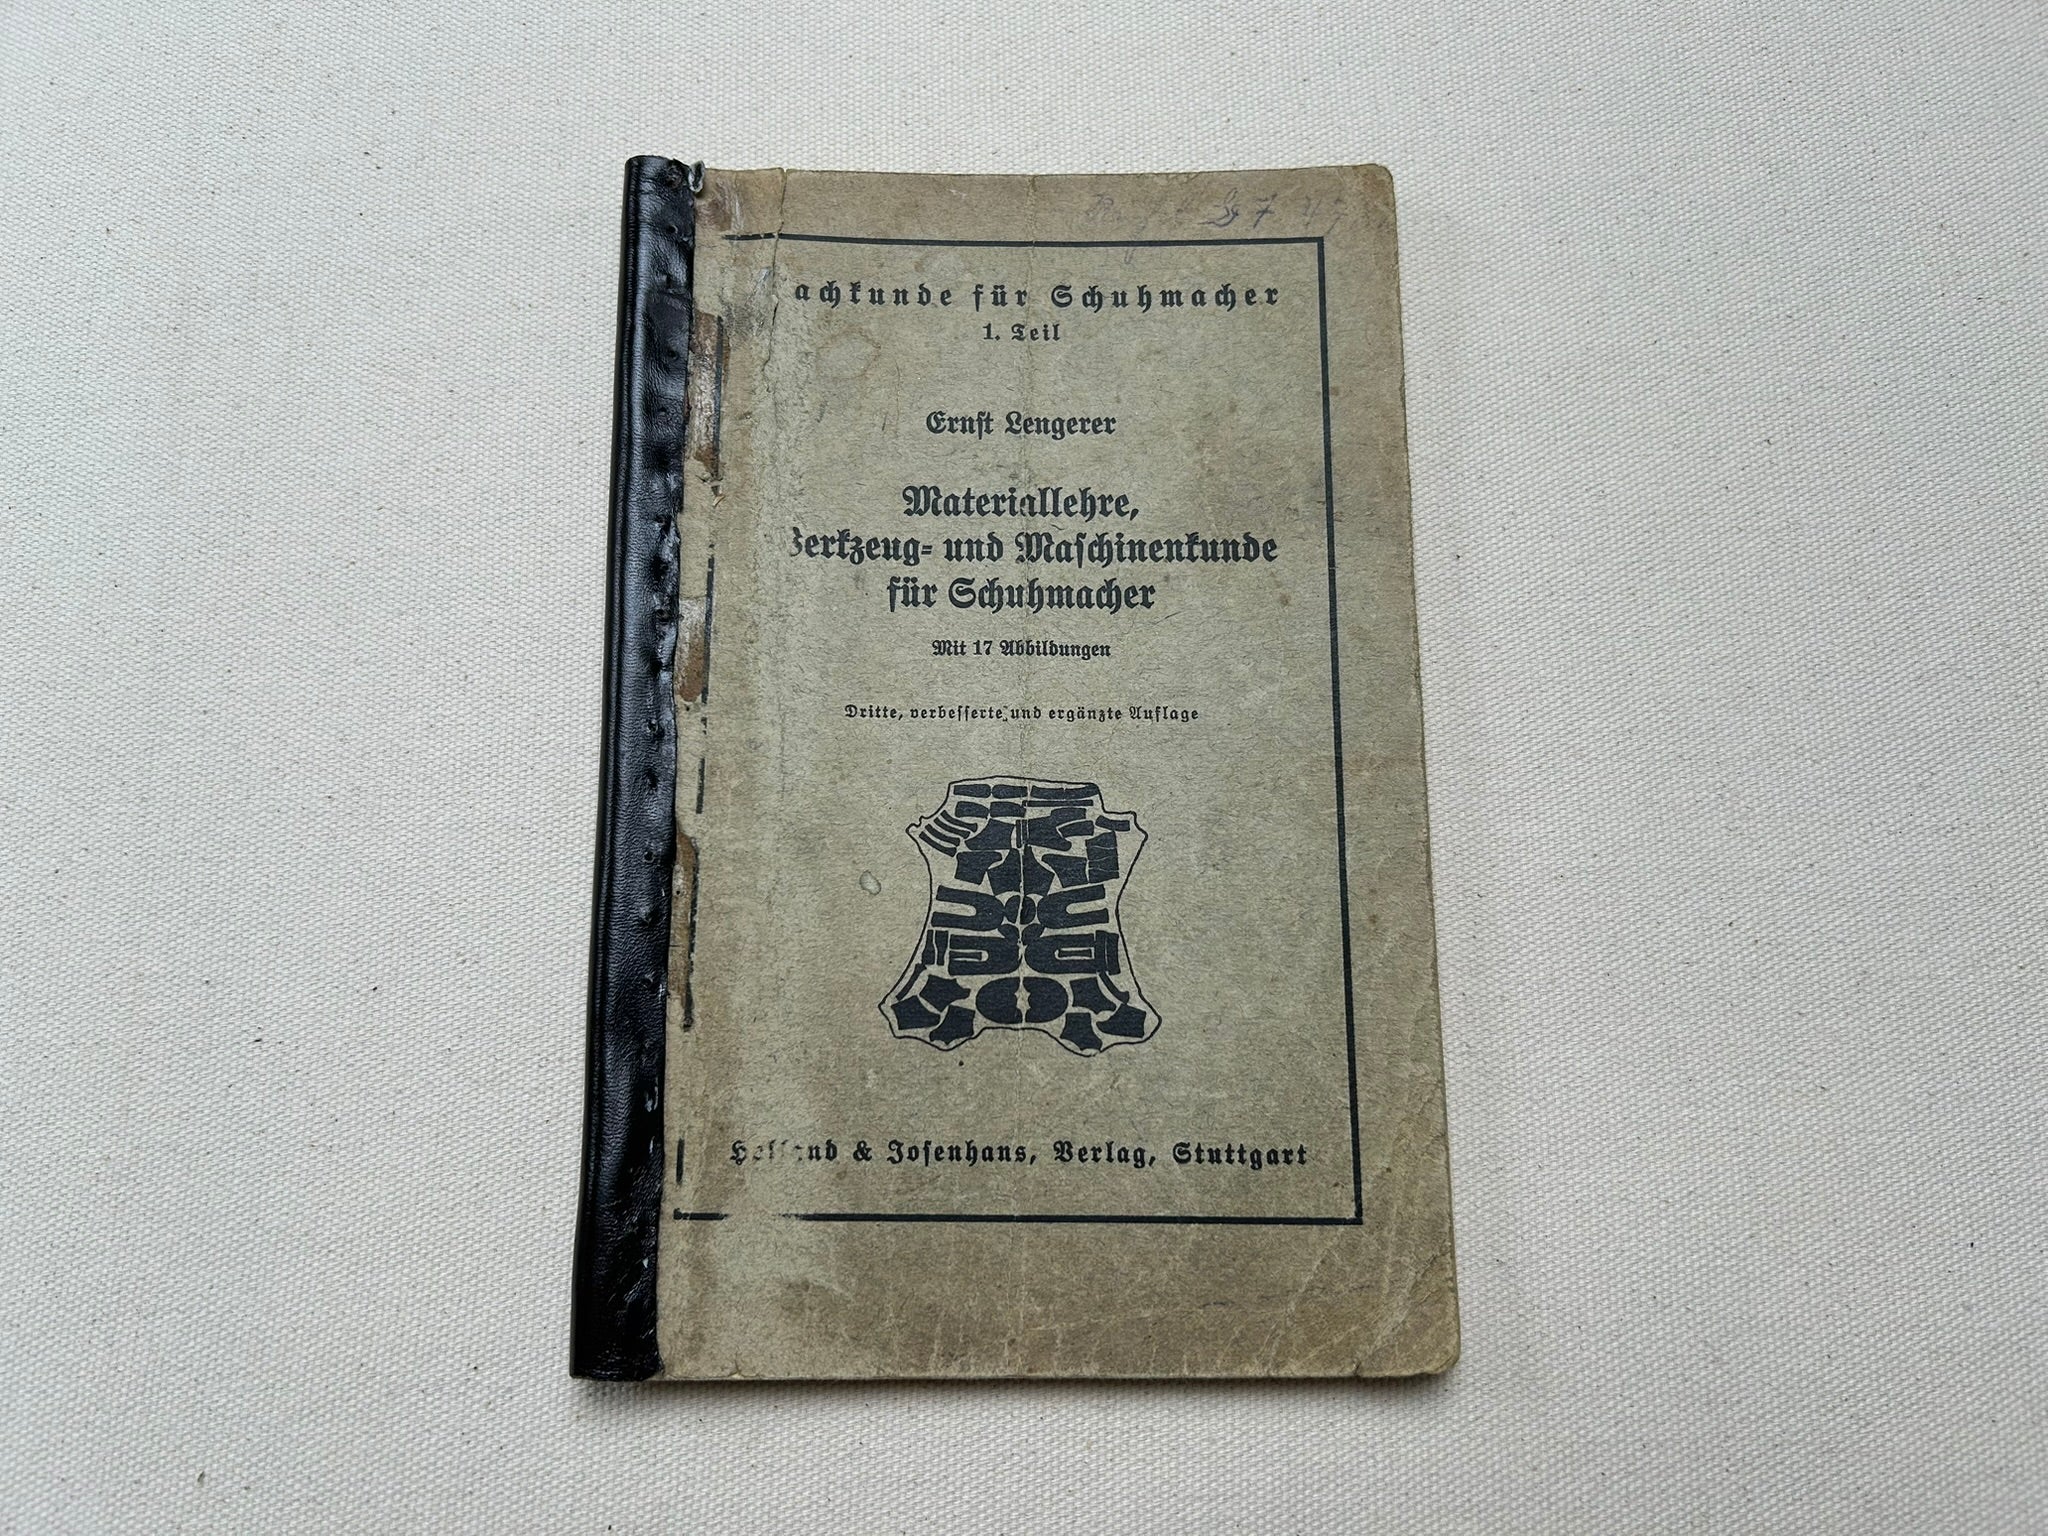 achkunde für Schuhmacher
1. Teil
Ernst Lengerer
Materiallehre,
erkzeug- und Maschinenkunde
für Schuhmacher
Mit 17 Abbildungen
Dritte, verbesserte und ergänzte Auflage
Holland & Josenhans, Verlag, Stuttgart